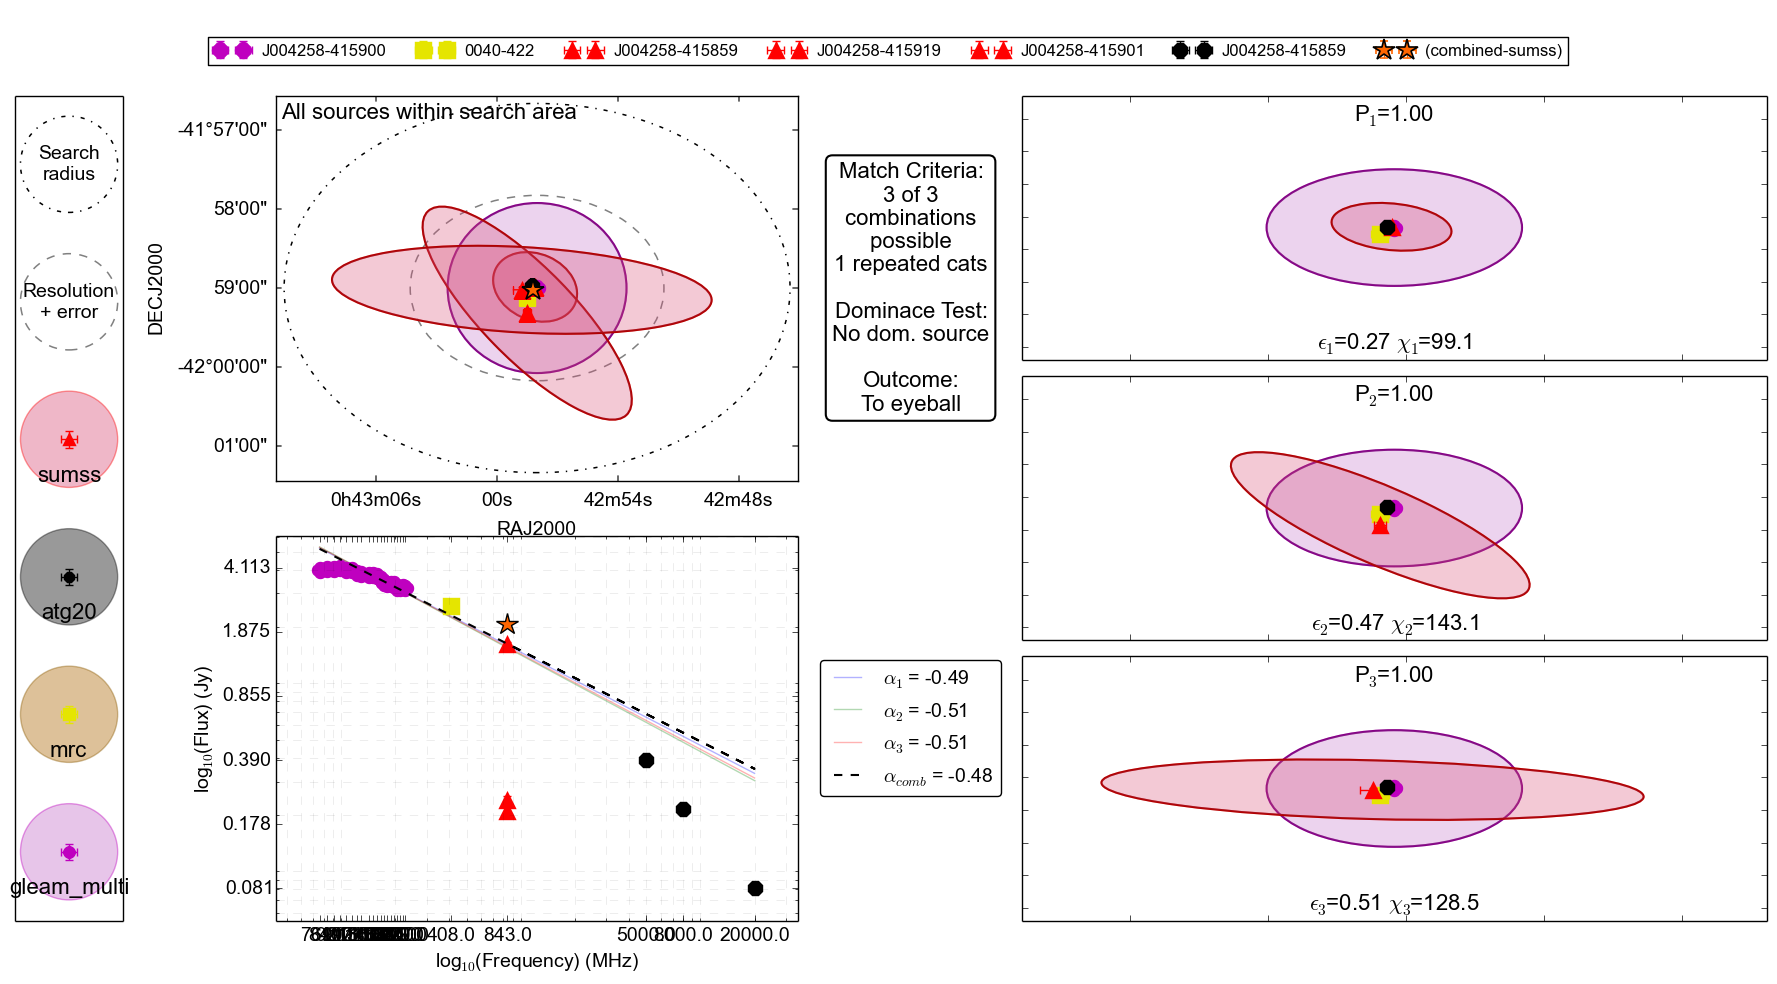 J004258-415900
0040-422
J004258-415859
J004258-415919
J004258-415901
J004258-415859
(combined-sumss)
Search
radius
Resolution
+ error
sumss
atg20
mrc
gleam_multi
All sources within search area
DECJ2000
-41°57'00"
58'00"
59'00"
-42°00'00"
01'00"
0h43m06s
00s
42m54s
42m48s
RAJ2000
Match Criteria:
3 of 3
combinations
possible
1 repeated cats
Dominace Test:
No dom. source
Outcome:
To eyeball
log10(Flux) (Jy)
4.113
1.875
0.855
0.390
0.178
0.081
408.0
843.0
5000.0
8000.0
20000.0
log10(Frequency) (MHz)
α1 = -0.49
α2 = -0.51
α3 = -0.51
αcomb = -0.48
P1=1.00
ϵ1=0.27 χ1=99.1
P2=1.00
ϵ2=0.47 χ2=143.1
P3=1.00
ϵ3=0.51 χ3=128.5